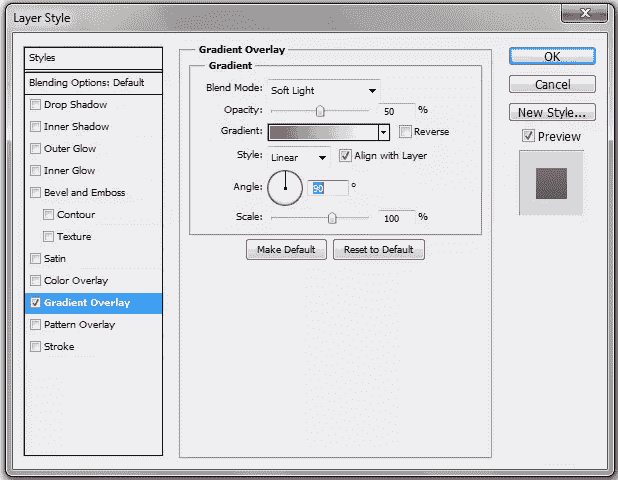 Layer Style
Styles
Blending Options: Default
Drop Shadow
Inner Shadow
Outer Glow
Inner Glow
Bevel and Emboss
Contour
Texture
Satin
Color Overlay
Gradient Overlay
Pattern Overlay
Stroke
Gradient Overlay
Gradient
Blend Mode: Soft Light
Opacity: 50 %
Gradient: Reverse
Style: Linear Align with Layer
Angle: 90 °
Scale: 100 %
Make Default Reset to Default
OK
Cancel
New Style...
Preview